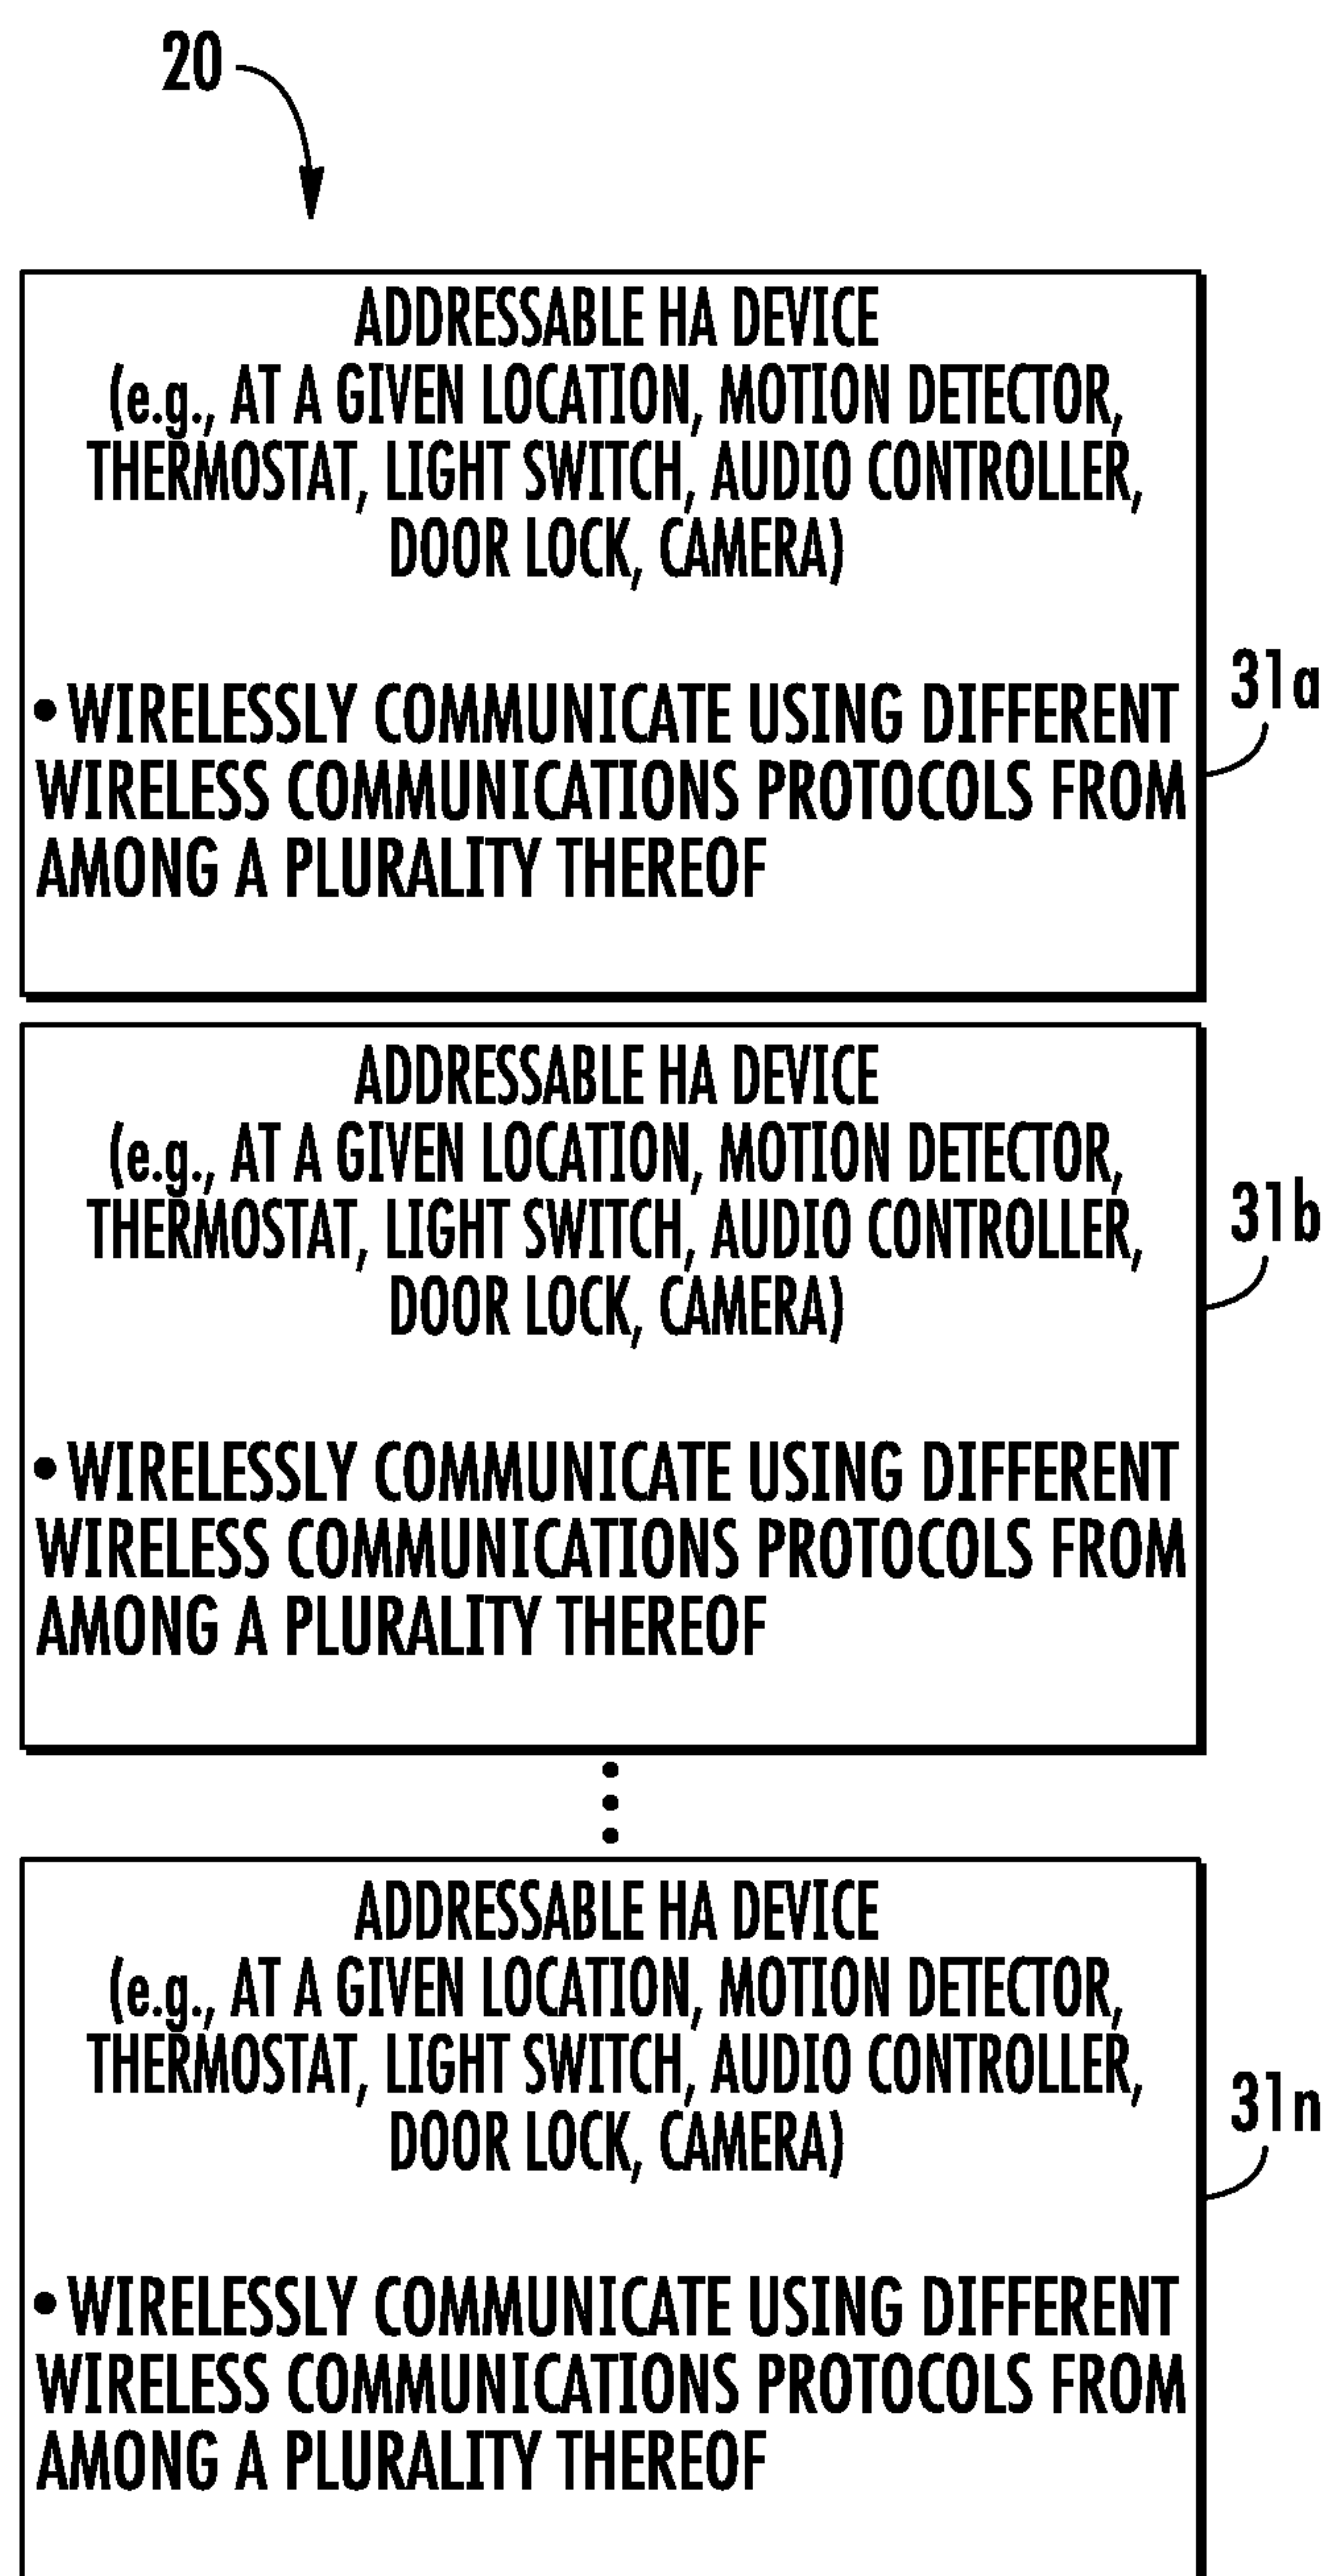 20
ADDRESSABLE HA DEVICE
(e.g., AT A GIVEN LOCATION, MOTION DETECTOR,
THERMOSTAT, LIGHT SWITCH, AUDIO CONTROLLER,
DOOR LOCK, CAMERA)
• WIRELESSLY COMMUNICATE USING DIFFERENT
WIRELESS COMMUNICATIONS PROTOCOLS FROM
AMONG A PLURALITY THEREOF
31a
ADDRESSABLE HA DEVICE
(e.g., AT A GIVEN LOCATION, MOTION DETECTOR,
THERMOSTAT, LIGHT SWITCH, AUDIO CONTROLLER,
DOOR LOCK, CAMERA)
• WIRELESSLY COMMUNICATE USING DIFFERENT
WIRELESS COMMUNICATIONS PROTOCOLS FROM
AMONG A PLURALITY THEREOF
31b
ADDRESSABLE HA DEVICE
(e.g., AT A GIVEN LOCATION, MOTION DETECTOR,
THERMOSTAT, LIGHT SWITCH, AUDIO CONTROLLER,
DOOR LOCK, CAMERA)
• WIRELESSLY COMMUNICATE USING DIFFERENT
WIRELESS COMMUNICATIONS PROTOCOLS FROM
AMONG A PLURALITY THEREOF
31n